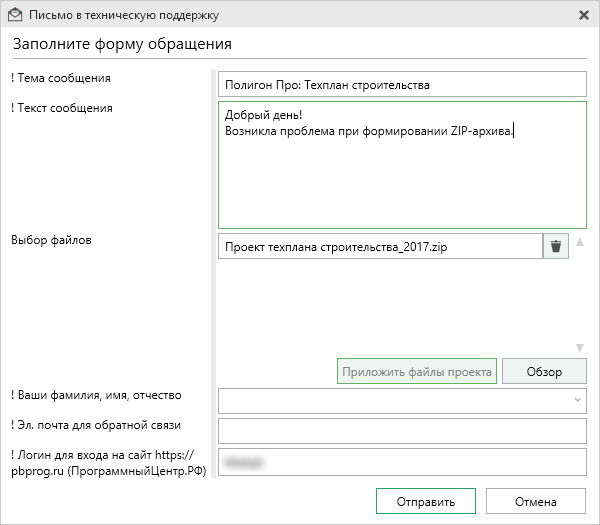 Письмо в техническую поддержку
Заполните форму обращения
! Тема сообщения
Полигон Про: Техплан строительства
! Текст сообщения
Добрый день!
Возникла проблема при формировании ZIP-архива.
Выбор файлов
Проект техплана строительства_2017.zip
Приложить файлы проекта
Обзор
! Ваши фамилия, имя, отчество
! Эл. почта для обратной связи
! Логин для входа на сайт https://
pbprog.ru (ПрограммныйЦентр.РФ)
Отправить
Отмена